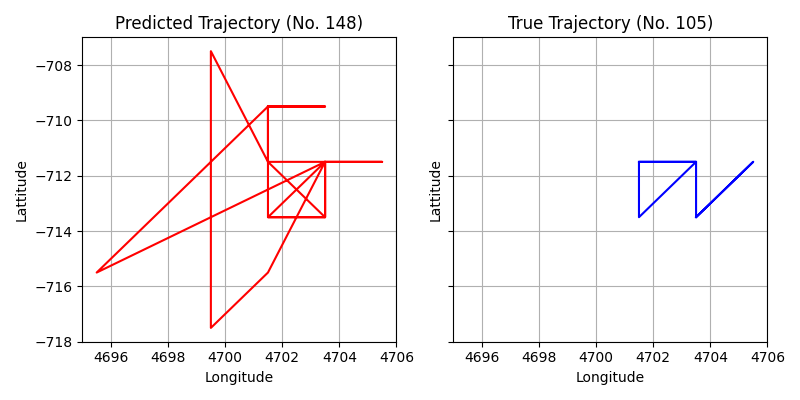 Predicted Trajectory (No. 148)
True Trajectory (No. 105)
Lattitude
−708
−710
−712
−714
−716
−718
4696 4698 4700 4702 4704 4706
Longitude
Lattitude
4696 4698 4700 4702 4704 4706
Longitude